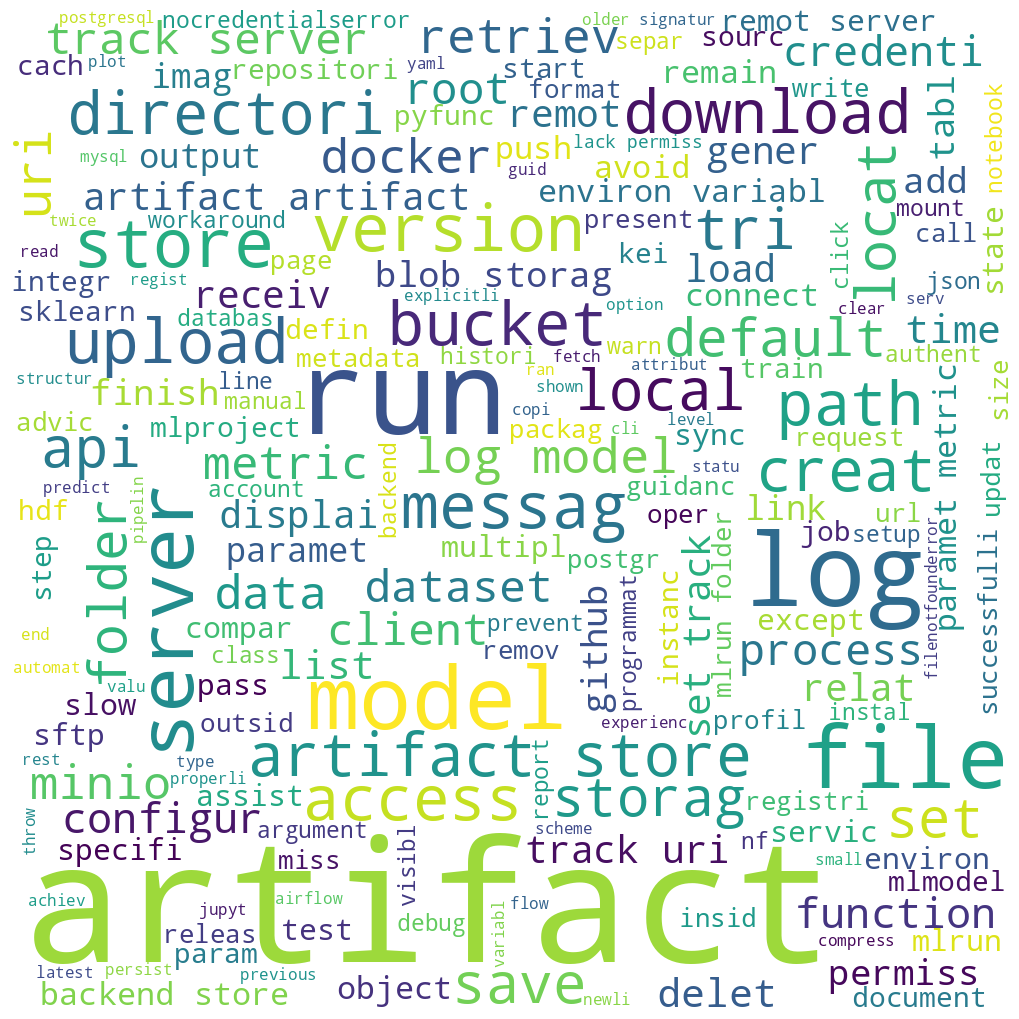 postgresql
nocredentialserror
older
signatur
remot server
track server
retriev
separ
sourc
credenti
cach
plot
imag
repositori
yaml
start
remain
root
format
write
directori
pyfunc
remot
download
tabl
notebook
uri
mysql
output
docker
push
lack permiss
avoid
gener
locat
guid
artifact artifact
environ variabl
add
mount
twice
workaround
version
present
tri
call
read
store
page
kei
load
click
state
integr
regist
receiv
blob storag
connect
json
sklearn
databas
explicitli
option
clear
serv
defin
bucket
default
time
upload
metadata
histori
fetch
warn
authent
structur
finish
line
run
ran
shown
attribut
train
size
manual
local
path
advic
mlproject
copi
packag
cli
level
sync
request
api
metric
log model
creat
predict
account
statu
guidanc
hdf
pipelin
displai
backend
messag
oper
link
url
server
folder
paramet
multipl
postgr
job
setup
step
log
paramet metric
updat
data
dataset
github
programmat
instanc
set track
mlrun folder
except
filenotfounderror
successfulli
compar
client
prevent
process
end
class
list
remov
automat
valu
pass
model
relat
slow
outsid
experienc
profil
instal
sftp
artifact store
file
rest
type
minio
properli
assist
access
report
storag
registri
set
throw
configur
argument
scheme
track uri
nf
servic
specifi
miss
visibl
small
environ
artifact
mlmodel
achiev
jupyt
airflow
flow
insid
function
releas
test
debug
variabl
compress
mlrun
param
latest
persist
previous
permiss
backend store
object
save
newli
delet
document